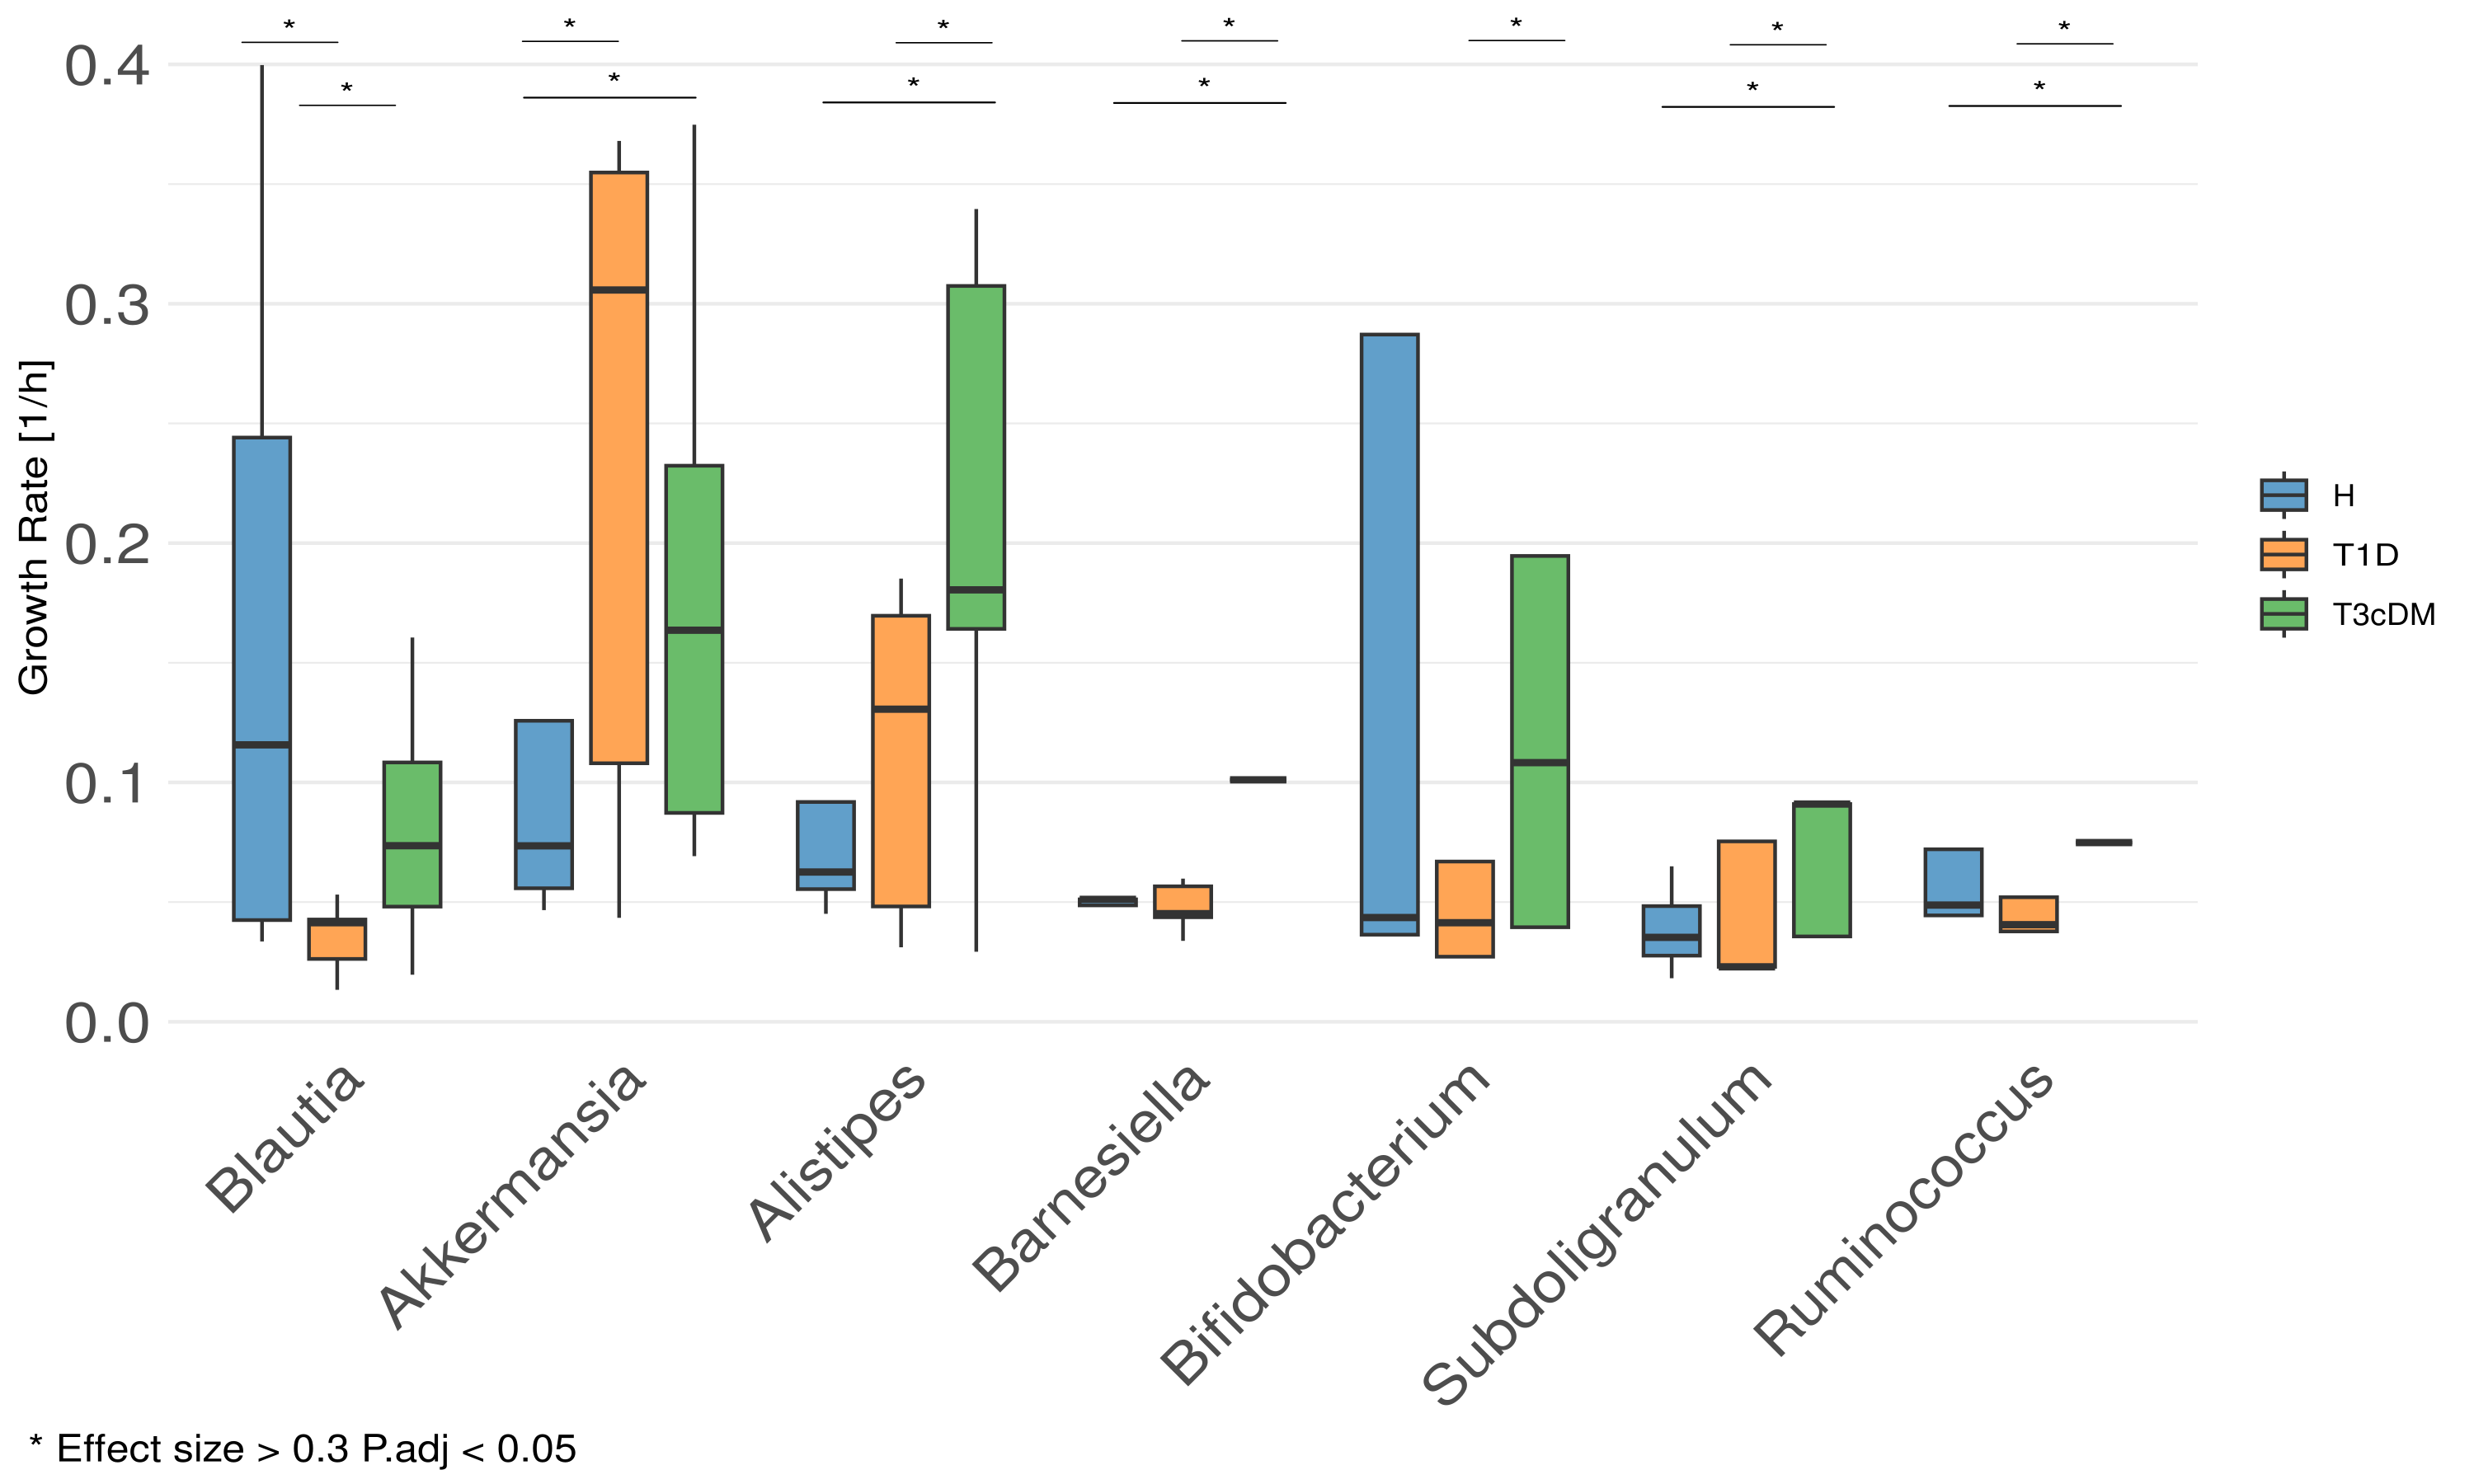 * * * * * * *
* * * * * *
0.4
0.3
0.2
0.1
0.0
Growth Rate [1/h]
H
T1D
T3cDM
Blautia
Akkermansia
Alistipes
Barnesiella
Bifidobacterium
Subdoligranulum
Ruminococcus
* Effect size > 0.3 P.adj < 0.05